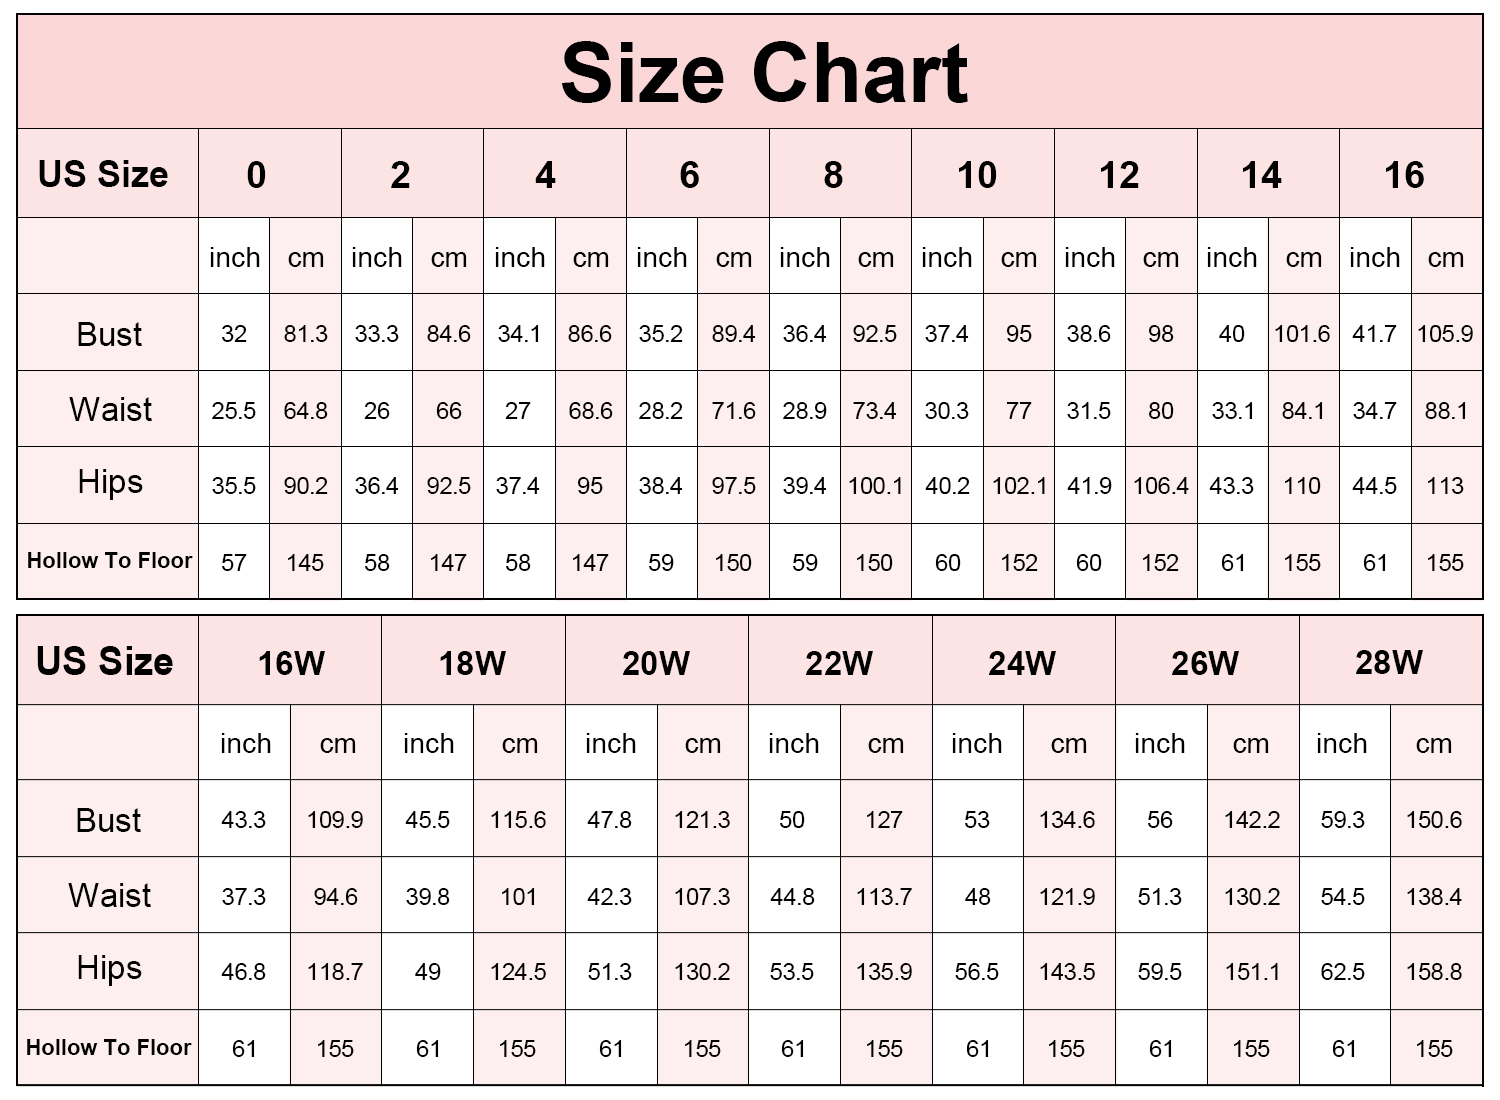 Size Chart
US Size 0 2 4 6 8 10 12 14 16
inch cm inch cm inch cm inch cm inch cm inch cm inch cm inch cm inch cm
Bust 32 81.3 33.3 84.6 34.1 86.6 35.2 89.4 36.4 92.5 37.4 95 38.6 98 40 101.6 41.7 105.9
Waist 25.5 64.8 26 66 27 68.6 28.2 71.6 28.9 73.4 30.3 77 31.5 80 33.1 84.1 34.7 88.1
Hips 35.5 90.2 36.4 92.5 37.4 95 38.4 97.5 39.4 100.1 40.2 102.1 41.9 106.4 43.3 110 44.5 113
Hollow To Floor 57 145 58 147 58 147 59 150 59 150 60 152 60 152 61 155 61 155
US Size 16W 18W 20W 22W 24W 26W 28W
inch cm inch cm inch cm inch cm inch cm inch cm inch cm
Bust 43.3 109.9 45.5 115.6 47.8 121.3 50 127 53 134.6 56 142.2 59.3 150.6
Waist 37.3 94.6 39.8 101 42.3 107.3 44.8 113.7 48 121.9 51.3 130.2 54.5 138.4
Hips 46.8 118.7 49 124.5 51.3 130.2 53.5 135.9 56.5 143.5 59.5 151.1 62.5 158.8
Hollow To Floor 61 155 61 155 61 155 61 155 61 155 61 155 61 155